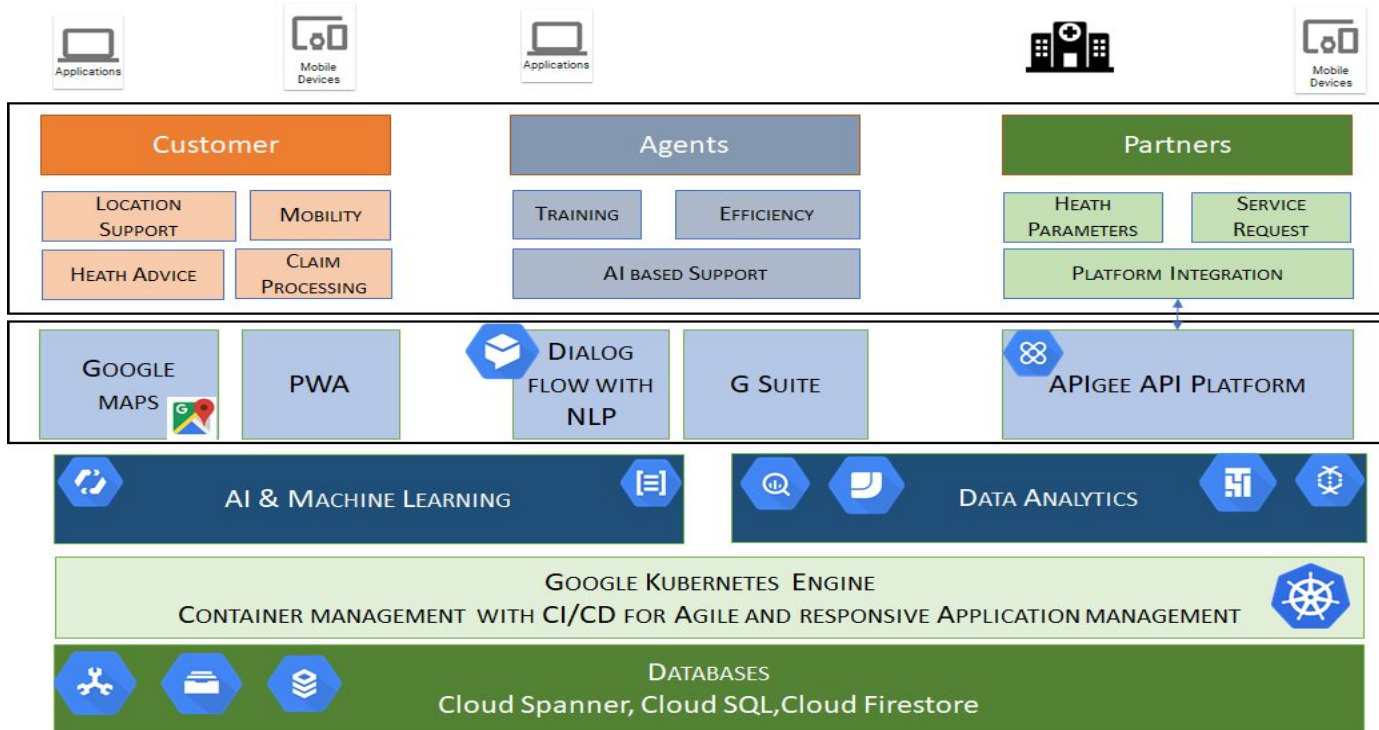 Applications
Mobile
Devices
Applications
Mobile
Devices
Customer
Agents
Partners
LOCATION
SUPPORT
MOBILITY
TRAINING
EFFICIENCY
HEATH
PARAMETERS
SERVICE
REQUEST
HEATH ADVICE
CLAIM
PROCESSING
AI BASED SUPPORT
PLATFORM INTEGRATION
GOOGLE
MAPS
G
PWA
DIALOG
FLOW WITH
NLP
G SUITE
APIGEE API PLATFORM
AI & MACHINE LEARNING
DATA ANALYTICS
GOOGLE KUBERNETES ENGINE
CONTAINER MANAGEMENT WITH CI/CD FOR AGILE AND RESPONSIVE APPLICATION MANAGEMENT
DATABASES
Cloud Spanner, Cloud SQL,Cloud Firestore